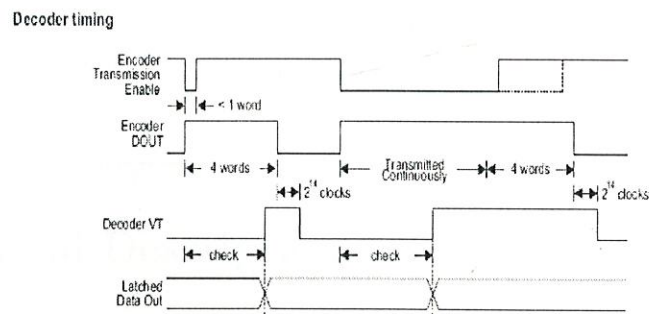 Decoder timing
Encoder
Transmission
Enable
< 1 word
Encoder
DOUT
4 words
Transmitted
Continuously
4 words
2^14 clocks
2^14 clocks
Decoder VT
check
check
Latched
Data Out